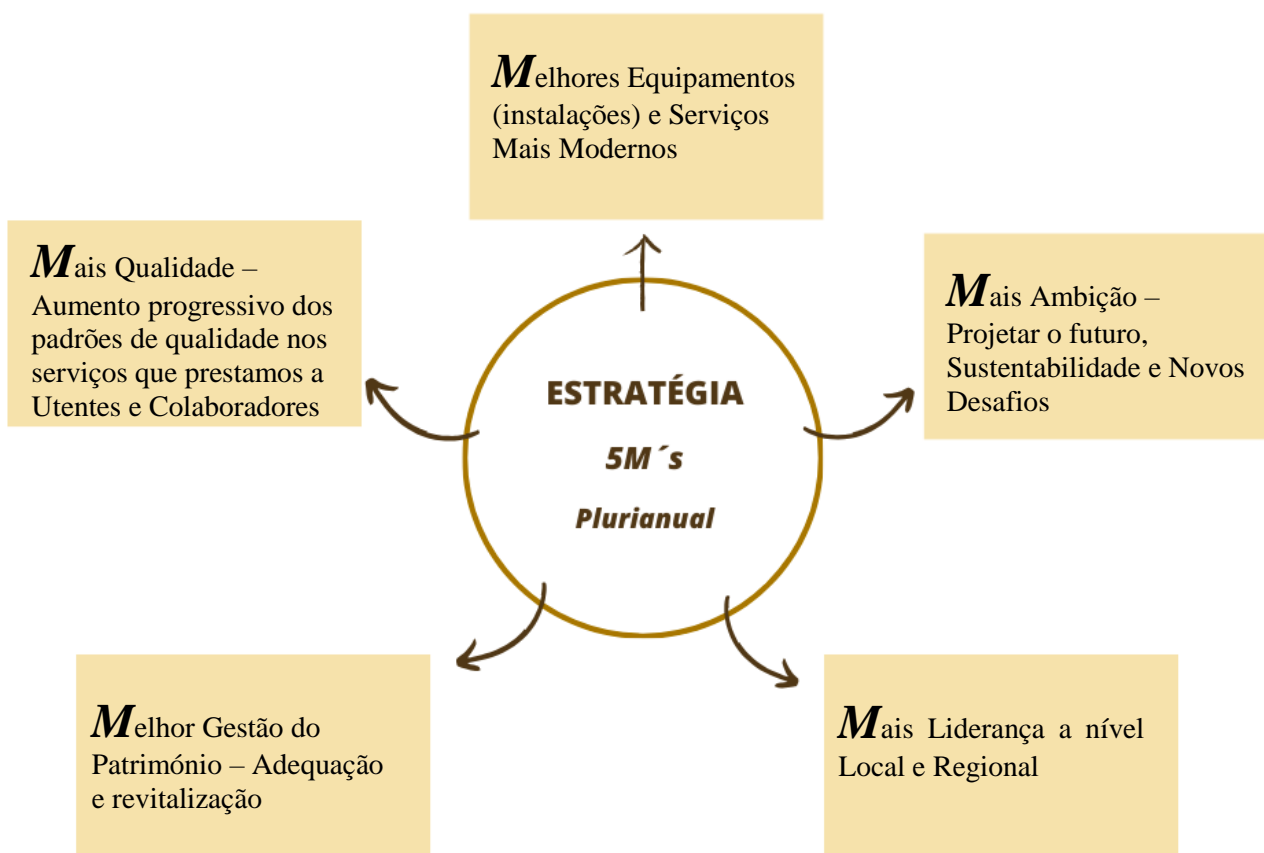 Melhores Equipamentos
(instalações) e Serviços
Mais Modernos
Mais Qualidade –
Aumento progressivo dos
padrões de qualidade nos
serviços que prestamos a
Utentes e Colaboradores
Mais Ambição –
Projetar o futuro,
Sustentabilidade e Novos
Desafios
ESTRATÉGIA
5M´s
Plurianual
Melhor Gestão do
Património – Adequação
e revitalização
Mais Liderança a nível
Local e Regional